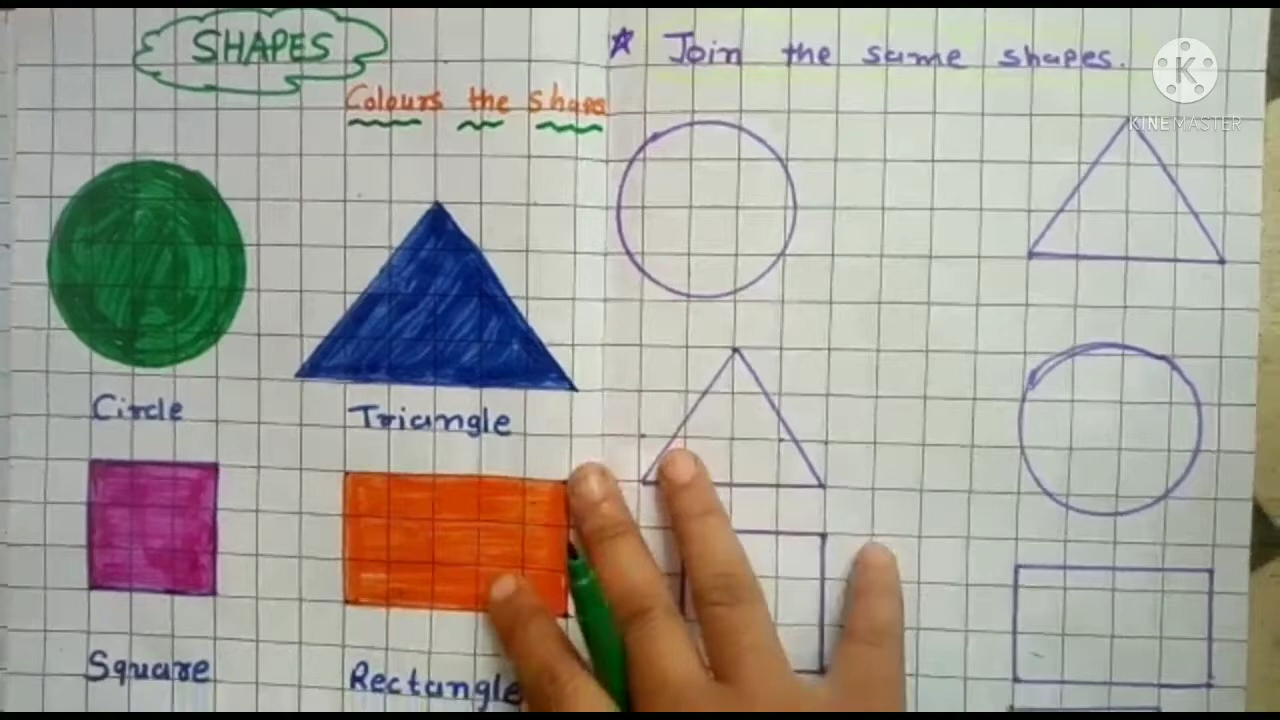 SHAPES
Colours the shape
Circle
Triangle
Square
Rectangle
* Join the same shapes.
K
KINEMASTER